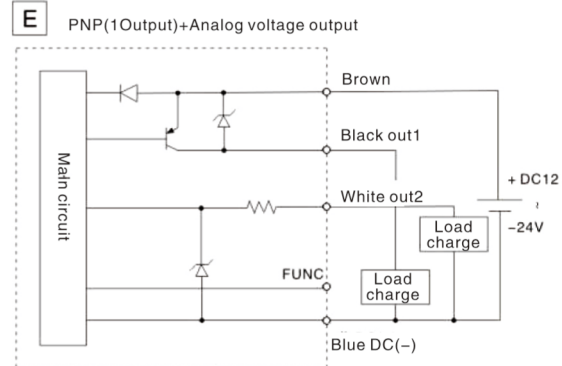 E
PNP(1Output)+Analog voltage output
Brown
Black out1
Main circuit
White out2
+ DC12
~
-24V
Load
charge
FUNC
Load
charge
Blue DC(-)